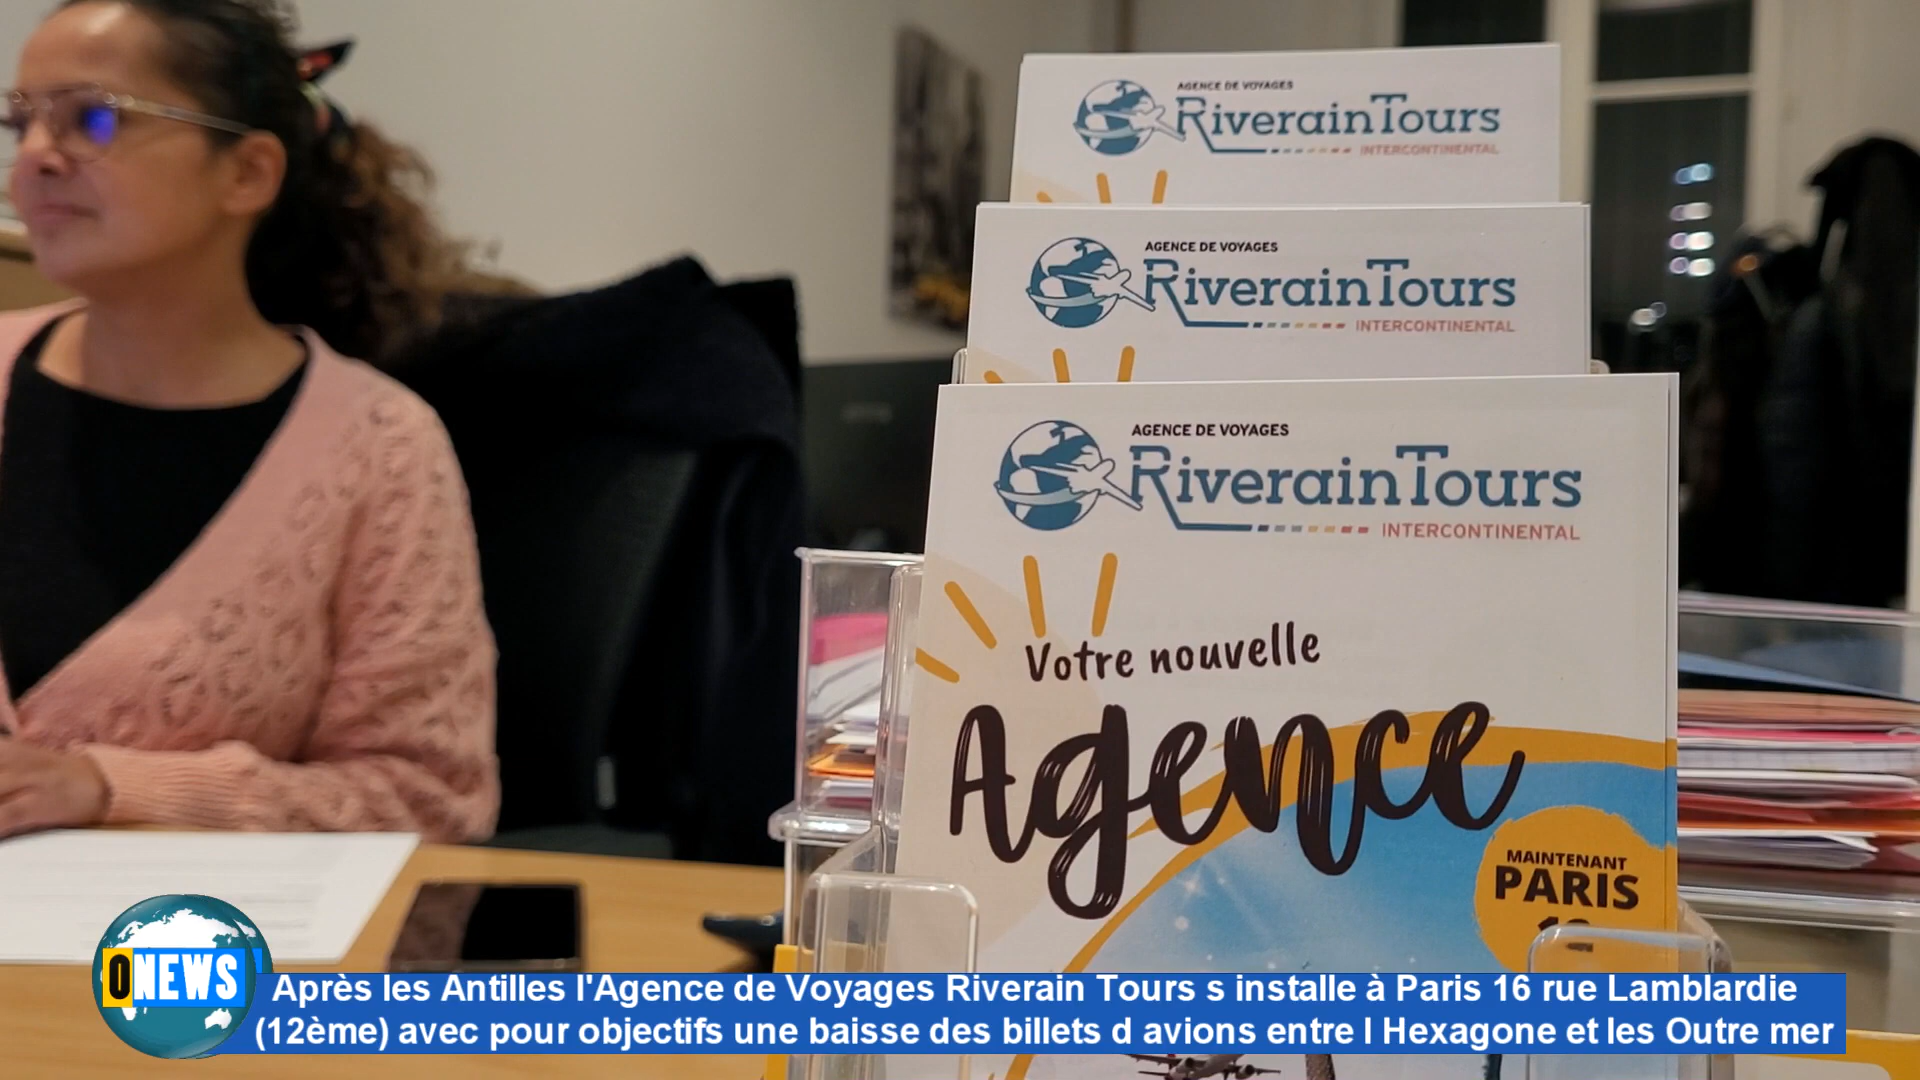 AGENCE DE VOYAGES
RiverainTours
INTERCONTINENTAL
AGENCE DE VOYAGES
RiverainTours
INTERCONTINENTAL
AGENCE DE VOYAGES
RiverainTours
INTERCONTINENTAL
Votre nouvelle
Agence
MAINTENANT
PARIS
ONEWS
Après les Antilles l'Agence de Voyages Riverain Tours s installe à Paris 16 rue Lamblardie
(12ème) avec pour objectifs une baisse des billets d avions entre l Hexagone et les Outre mer